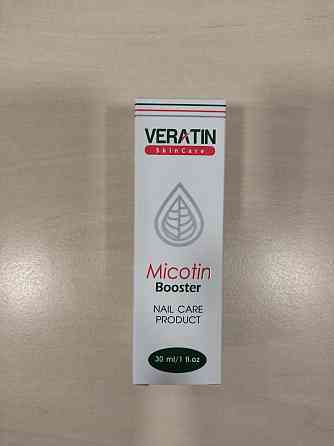 VERATIN
SkinCare
Micotin
Booster
NAIL CARE
PRODUCT
30 ml/1 fl.oz